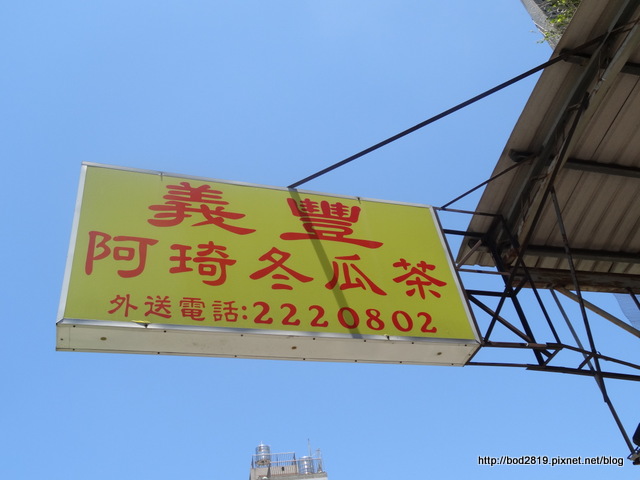 義豐
阿琦冬瓜茶
外送電話:2220802
http://bod2819.pixnet.net/blog